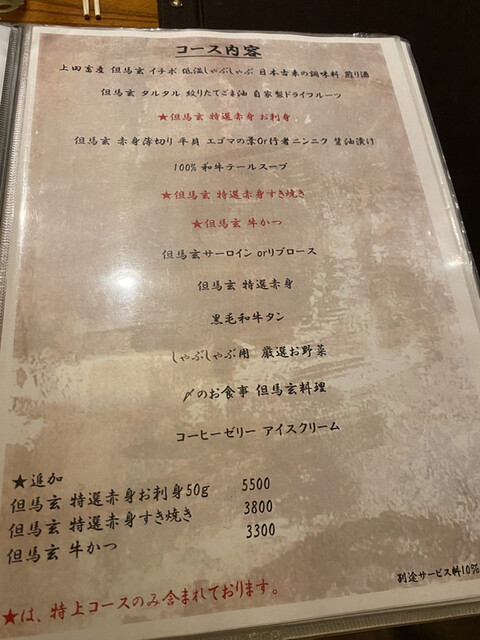 コース内容
上田畜産 但馬玄 イチボ 低温しゃぶしゃぶ 日本古来の調味料 煎り酒
但馬玄 タルタル 絞りたてごま油 自家製ドライフルーツ
★但馬玄 特選赤身 お刺身
但馬玄 赤身薄切り 平貝 エゴマの葉Or行者ニンニク 醤油漬け
100% 和牛テールスープ
★但馬玄 特選赤身すき焼き
★但馬玄 牛かつ
但馬玄サーロイン orリブロース
但馬玄 特選赤身
黒毛和牛タン
しゃぶしゃぶ用 厳選お野菜
〆のお食事 但馬玄料理
コーヒーゼリー アイスクリーム
★追加
但馬玄 特選赤身お刺身50g 5500
但馬玄 特選赤身すき焼き 3800
但馬玄 牛かつ 3300
別途サービス料10%
★は、特上コースのみ含まれております。